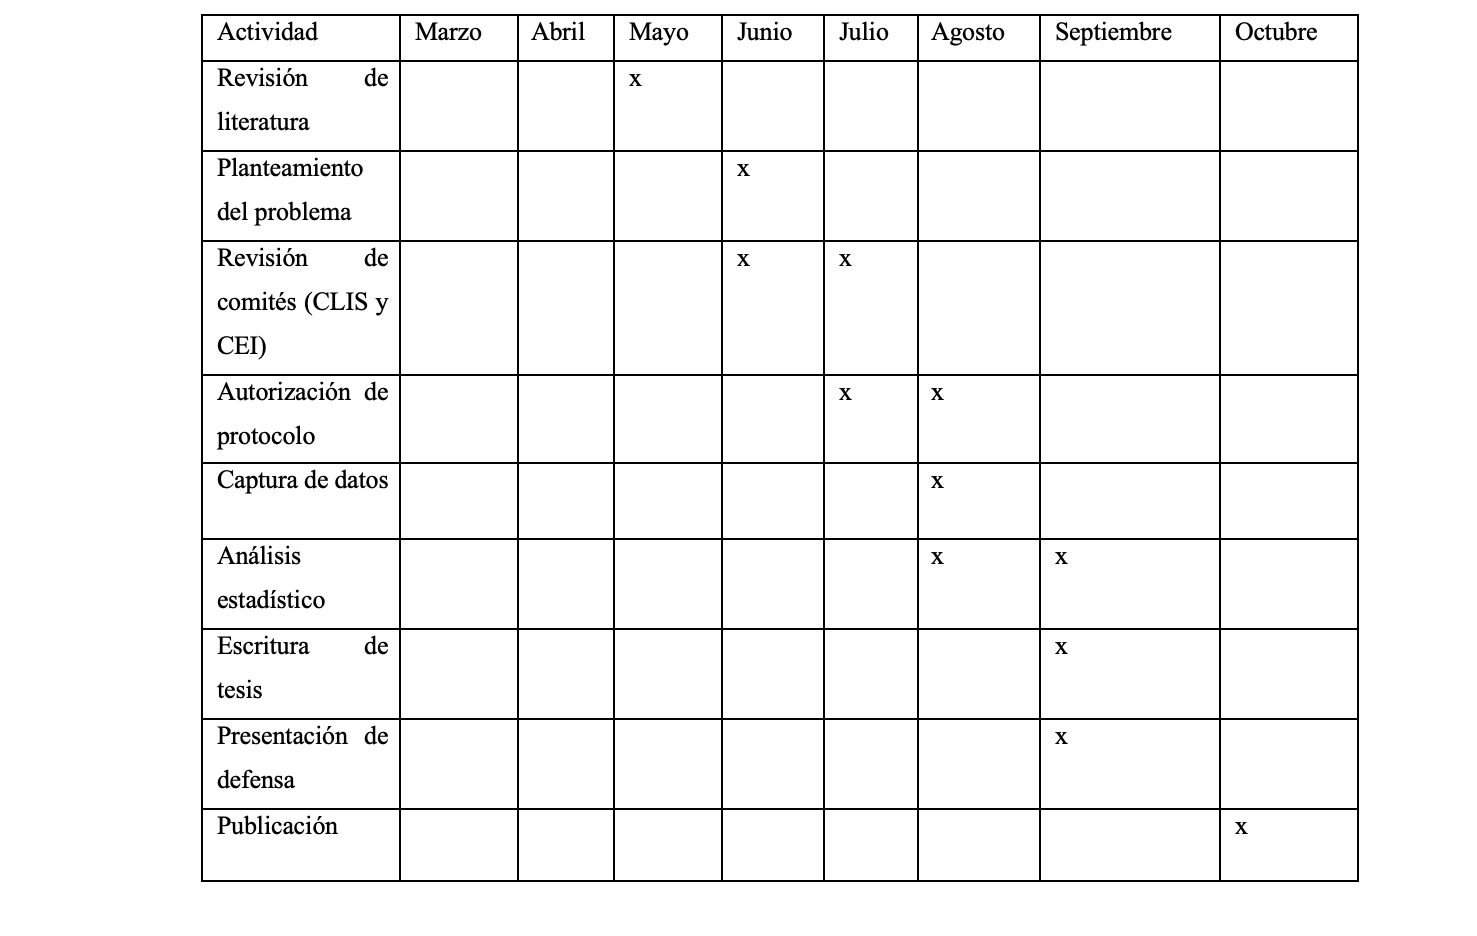 Actividad Marzo Abril Mayo Junio Julio Agosto Septiembre Octubre
Revisión de x
literatura
Planteamiento x
del problema
Revisión de x x
comités (CLIS y
CEI)
Autorización de x x
protocolo
Captura de datos x
Análisis x x
estadístico
Escritura de x
tesis
Presentación de x
defensa
Publicación x